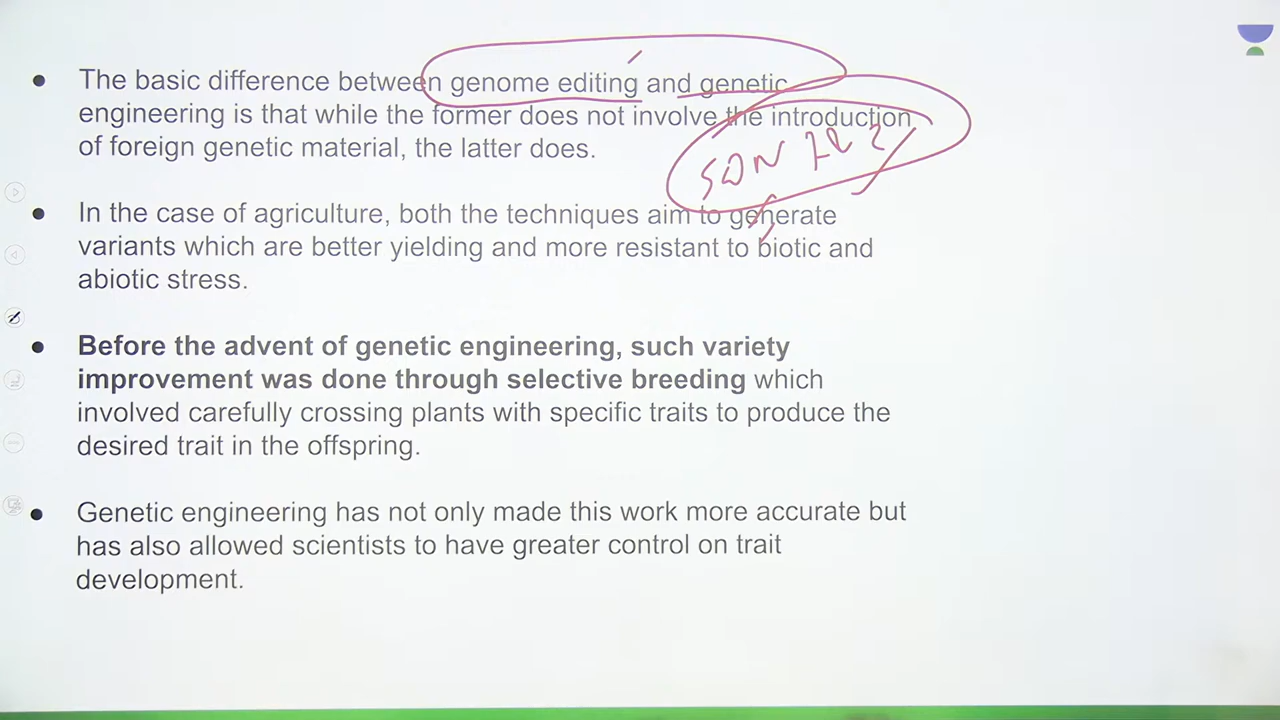 • The basic difference between genome editing and genetic
engineering is that while the former does not involve the introduction
of foreign genetic material, the latter does.
SDN 1& 2
• In the case of agriculture, both the techniques aim to generate
variants which are better yielding and more resistant to biotic and
abiotic stress.
• Before the advent of genetic engineering, such variety
improvement was done through selective breeding which
involved carefully crossing plants with specific traits to produce the
desired trait in the offspring.
• Genetic engineering has not only made this work more accurate but
has also allowed scientists to have greater control on trait
development.